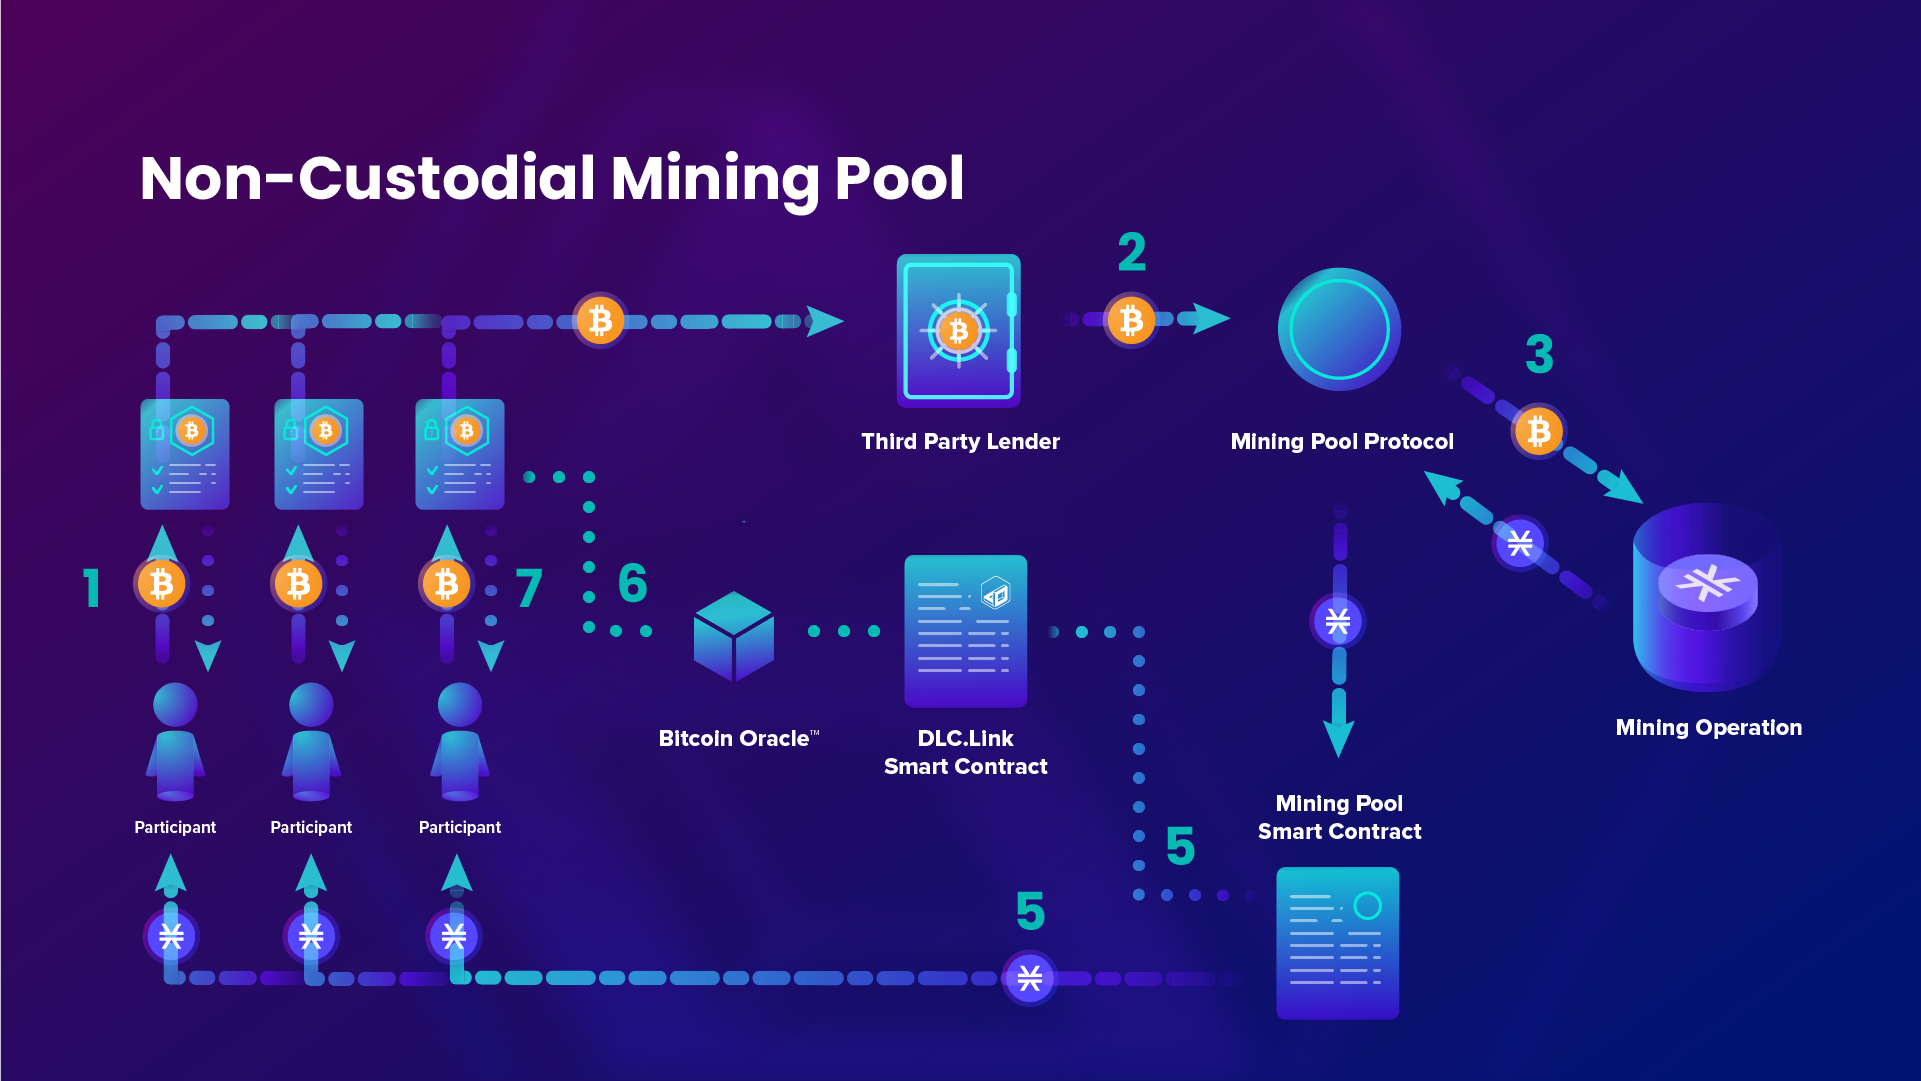 Non-Custodial Mining Pool
2
3
Third Party Lender
Mining Pool Protocol
1
7
6
Bitcoin Oracle™
DLC.Link
Smart Contract
Mining Operation
Mining Pool
Smart Contract
Participant
Participant
Participant
5
5